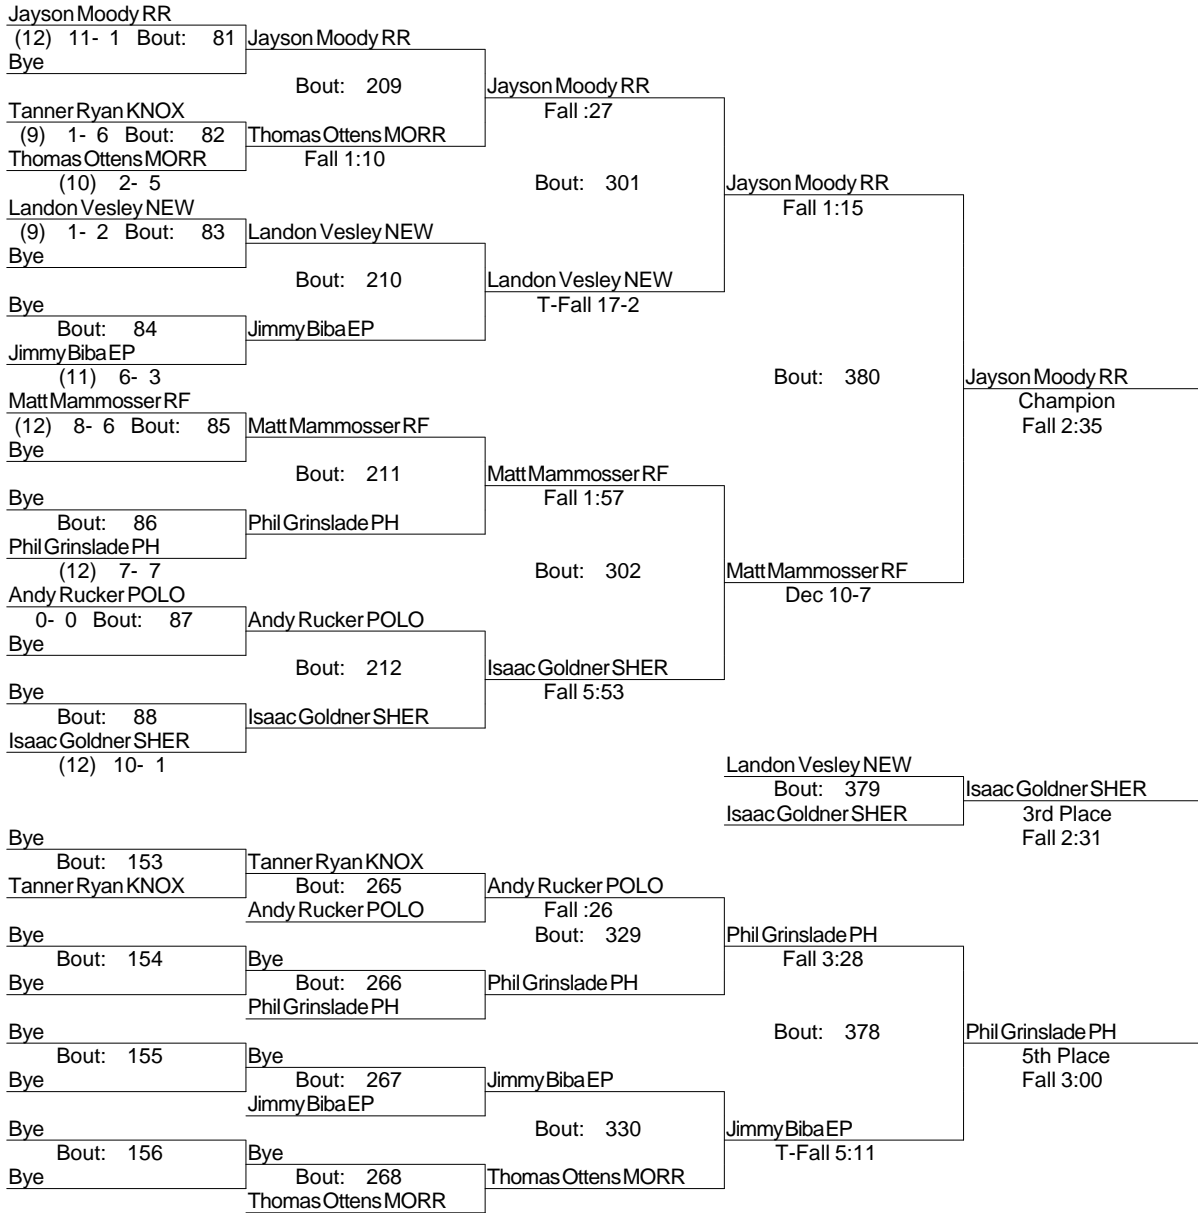 Jayson Moody RR
(12) 11- 1 Bout: 81 Jayson Moody RR
Bye
Bout: 209 Jayson Moody RR
Tanner Ryan KNOX Fall :27
(9) 1- 6 Bout: 82 Thomas Ottens MORR
Thomas Ottens MORR Fall 1:10
(10) 2- 5 Bout: 301 Jayson Moody RR
Landon Vesley NEW Fall 1:15
(9) 1- 2 Bout: 83 Landon Vesley NEW
Bye
Bout: 210 Landon Vesley NEW
Bye T-Fall 17-2
Bout: 84 Jimmy Biba EP
Jimmy Biba EP
(11) 6- 3 Bout: 380 Jayson Moody RR
Matt Mammosser RF Champion
(12) 8- 6 Bout: 85 Matt Mammosser RF Fall 2:35
Bye
Bout: 211 Matt Mammosser RF
Bye Fall 1:57
Bout: 86 Phil Grinslade PH
Phil Grinslade PH
(12) 7- 7 Bout: 302 Matt Mammosser RF
Andy Rucker POLO Dec 10-7
0- 0 Bout: 87 Andy Rucker POLO
Bye
Bout: 212 Isaac Goldner SHER
Bye Fall 5:53
Bout: 88 Isaac Goldner SHER
Isaac Goldner SHER
(12) 10- 1 Landon Vesley NEW
Bout: 379 Isaac Goldner SHER
Isaac Goldner SHER 3rd Place
Bye Fall 2:31
Bout: 153 Tanner Ryan KNOX
Tanner Ryan KNOX Bout: 265 Andy Rucker POLO
Andy Rucker POLO Fall :26
Bye Bout: 329 Phil Grinslade PH
Bout: 154 Bye Fall 3:28
Bye Bout: 266 Phil Grinslade PH
Phil Grinslade PH
Bye Bout: 378 Phil Grinslade PH
Bout: 155 Bye 5th Place
Bye Bout: 267 Jimmy Biba EP Fall 3:00
Jimmy Biba EP
Bye Bout: 330 Jimmy Biba EP
Bout: 156 Bye T-Fall 5:11
Bye Bout: 268 Thomas Ottens MORR
Thomas Ottens MORR